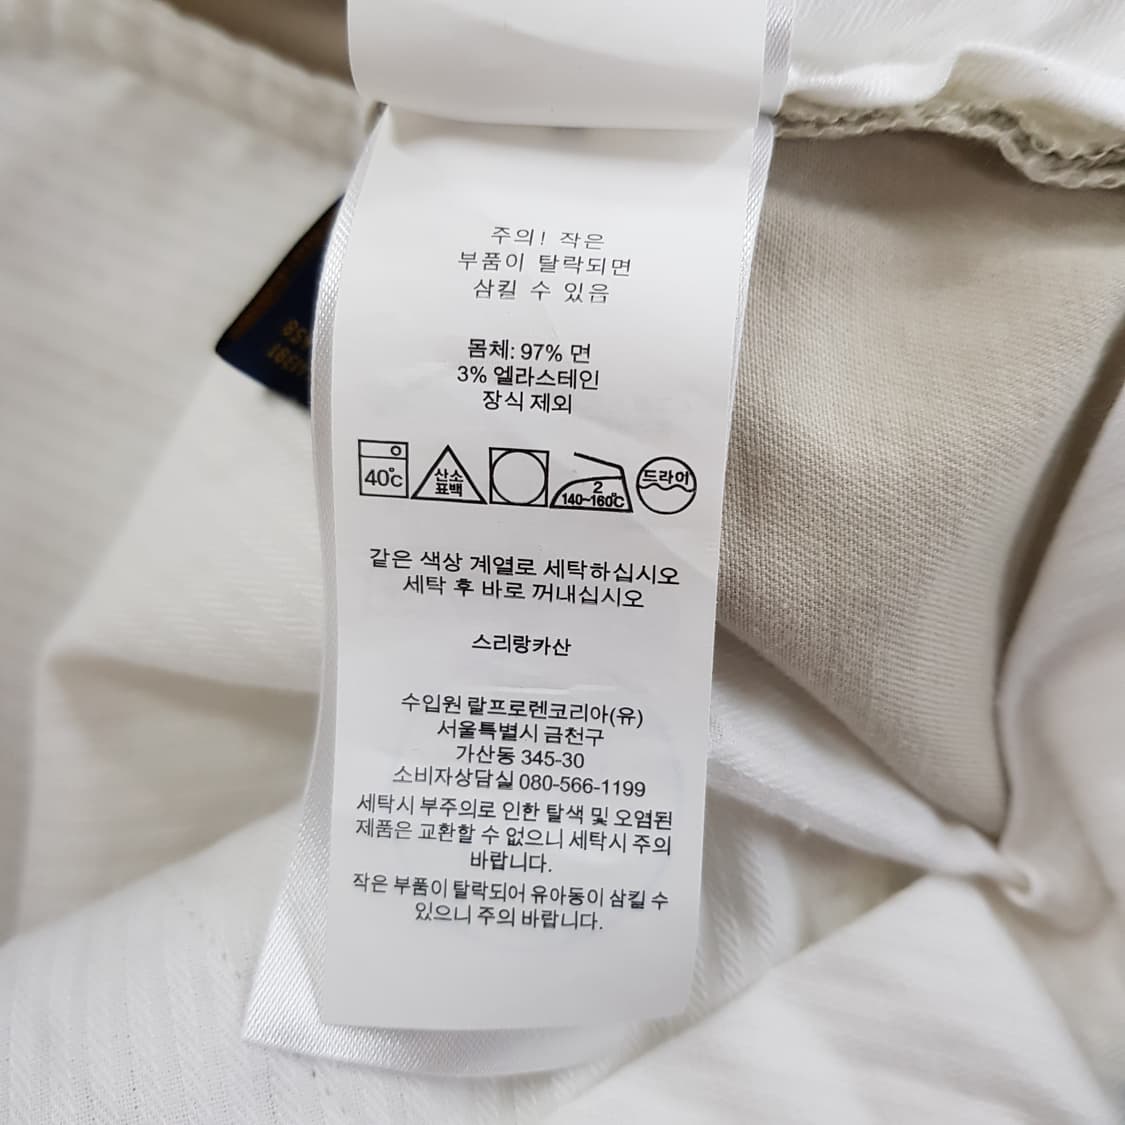 주의! 작은
부품이 탈락되면
삼킬 수 있음
몸체: 97% 면
3% 엘라스테인
장식 제외
40°c
산소
표백
2
140~160°C
드라이
같은 색상 계열로 세탁하십시오
세탁 후 바로 꺼내십시오
스리랑카산
수입원 랄프로렌코리아(유)
서울특별시 금천구
가산동 345-30
소비자상담실 080-566-1199
세탁시 부주의로 인한 탈색 및 오염된
제품은 교환할 수 없으니 세탁시 주의
바랍니다.
작은 부품이 탈락되어 유아동이 삼킬 수
있으니 주의 바랍니다.